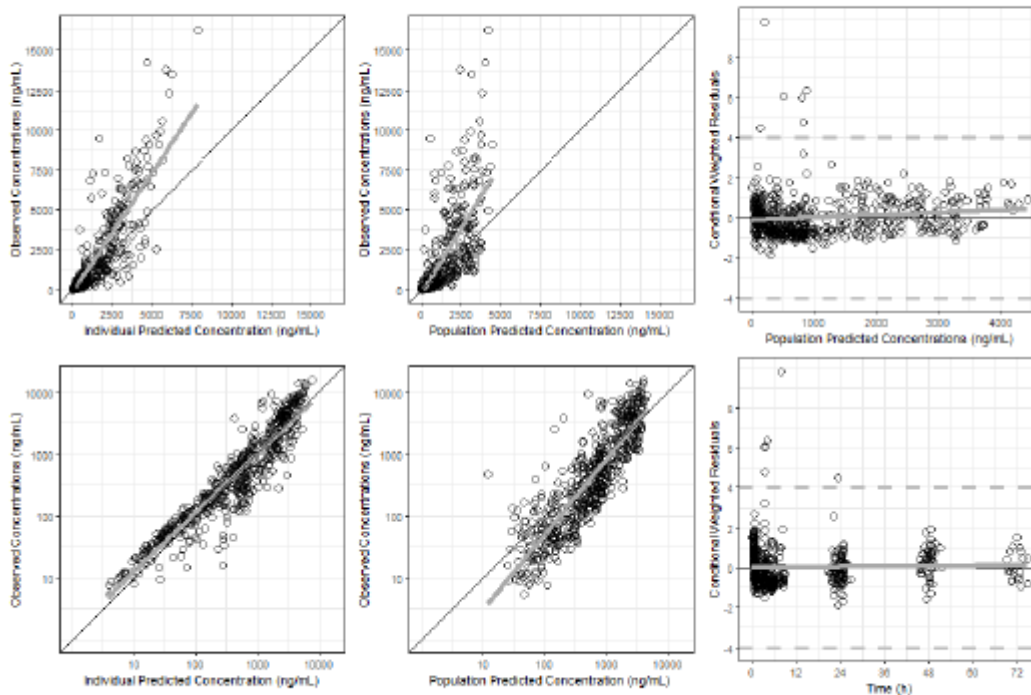 15000
12500
10000
7500
5000
2500
0
Observed Concentrations (ng/mL)
0 2500 5000 7500 10000 12500 15000
Individual Predicted Concentration (ng/mL)
15000
12500
10000
7500
5000
2500
0
Observed Concentrations (ng/mL)
0 2500 5000 7500 10000 12500 15000
Population Predicted Concentration (ng/mL)
8
6
4
2
0
-2
-4
Conditional Weighted Residuals
0 1000 2000 3000 4000
Population Predicted Concentrations (ng/mL)
10000
1000
100
10
Observed Concentrations (ng/mL)
10 100 1000 10000
Individual Predicted Concentration (ng/mL)
10000
1000
100
10
Observed Concentrations (ng/mL)
10 100 1000 10000
Population Predicted Concentration (ng/mL)
8
6
4
2
0
-2
-4
Conditional Weighted Residuals
0 12 24 36 48 60 72
Time (h)